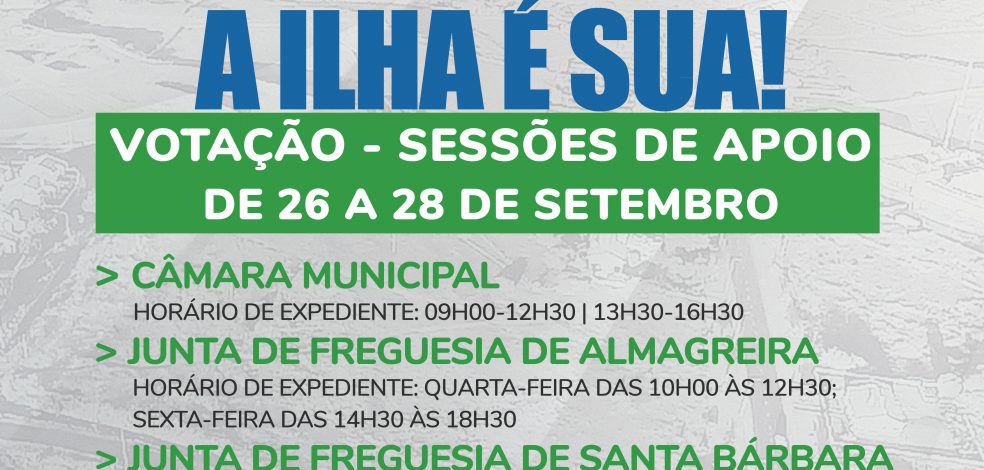 A ILHA É SUA!
VOTAÇÃO - SESSÕES DE APOIO
DE 26 A 28 DE SETEMBRO
> CÂMARA MUNICIPAL
HORÁRIO DE EXPEDIENTE: 09H00-12H30 | 13H30-16H30
> JUNTA DE FREGUESIA DE ALMAGREIRA
HORÁRIO DE EXPEDIENTE: QUARTA-FEIRA DAS 10H00 ÀS 12H30;
SEXTA-FEIRA DAS 14H30 ÀS 18H30
> JUNTA DE FREGUESIA DE SANTA BÁRBARA